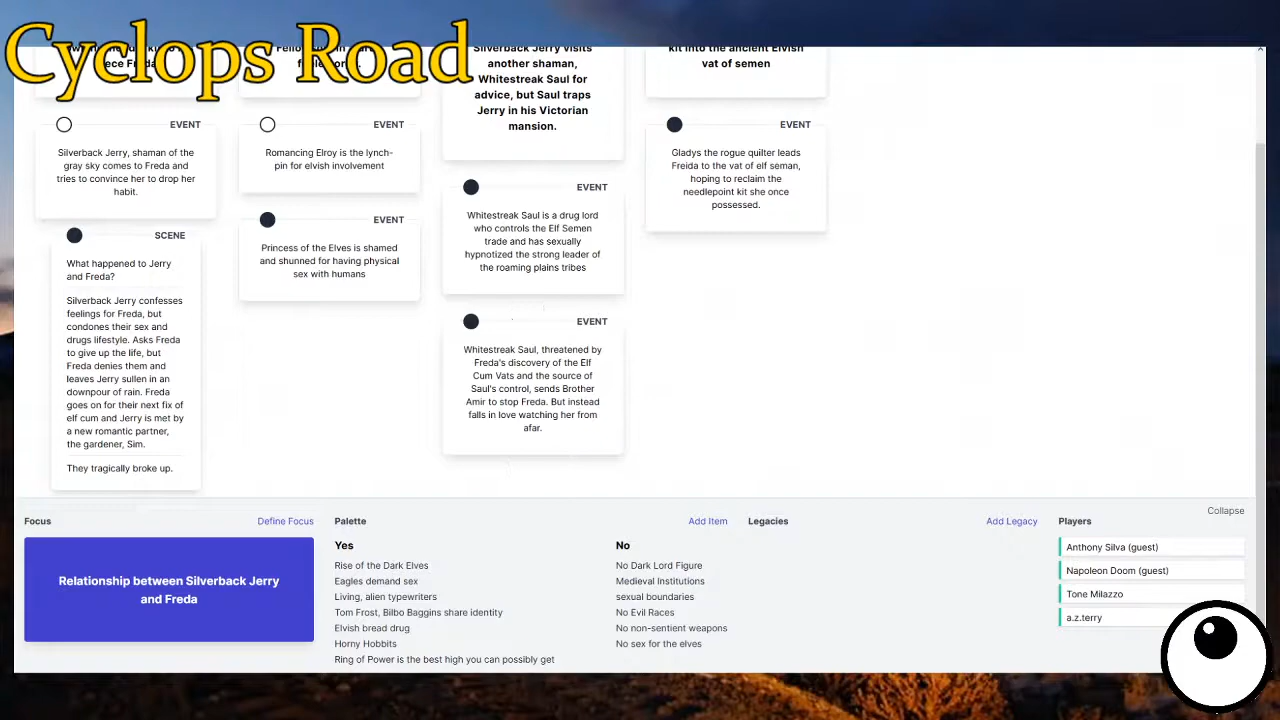 Cyclops Road
Silverback Jerry visits
another shaman,
Whitestreak Saul for
advice, but Saul traps
Jerry in his Victorian
mansion.
kit into the ancient Elvish
vat of semen
EVENT
Silverback Jerry, shaman of the
gray sky comes to Freda and
tries to convince her to drop her
habit.
SCENE
What happened to Jerry
and Freda?
Silverback Jerry confesses
feelings for Freda, but
condones their sex and
drugs lifestyle. Asks Freda
to give up the life, but
Freda denies them and
leaves Jerry sullen in an
downpour of rain. Freda
goes on for their next fix of
elf cum and Jerry is met by
a new romantic partner,
the gardener, Sim.
They tragically broke up.
EVENT
Romancing Elroy is the lynch-
pin for elvish involvement
EVENT
Princess of the Elves is shamed
and shunned for having physical
sex with humans
EVENT
Whitestreak Saul is a drug lord
who controls the Elf Semen
trade and has sexually
hypnotized the strong leader of
the roaming plains tribes
EVENT
Whitestreak Saul, threatened by
Freda's discovery of the Elf
Cum Vats and the source of
Saul's control, sends Brother
Amir to stop Freda. But instead
falls in love watching her from
afar.
EVENT
Gladys the rogue quilter leads
Freida to the vat of elf seman,
hoping to reclaim the
needlepoint kit she once
possessed.
Collapse
Focus
Define Focus
Relationship between Silverback Jerry
and Freda
Palette
Add Item
Yes
Rise of the Dark Elves
Eagles demand sex
Living, alien typewriters
Tom Frost, Bilbo Baggins share identity
Elvish bread drug
Horny Hobbits
Ring of Power is the best high you can possibly get
No
No Dark Lord Figure
Medieval Institutions
sexual boundaries
No Evil Races
No non-sentient weapons
No sex for the elves
Legacies
Add Legacy
Players
Anthony Silva (guest)
Napoleon Doom (guest)
Tone Milazzo
a.z.terry